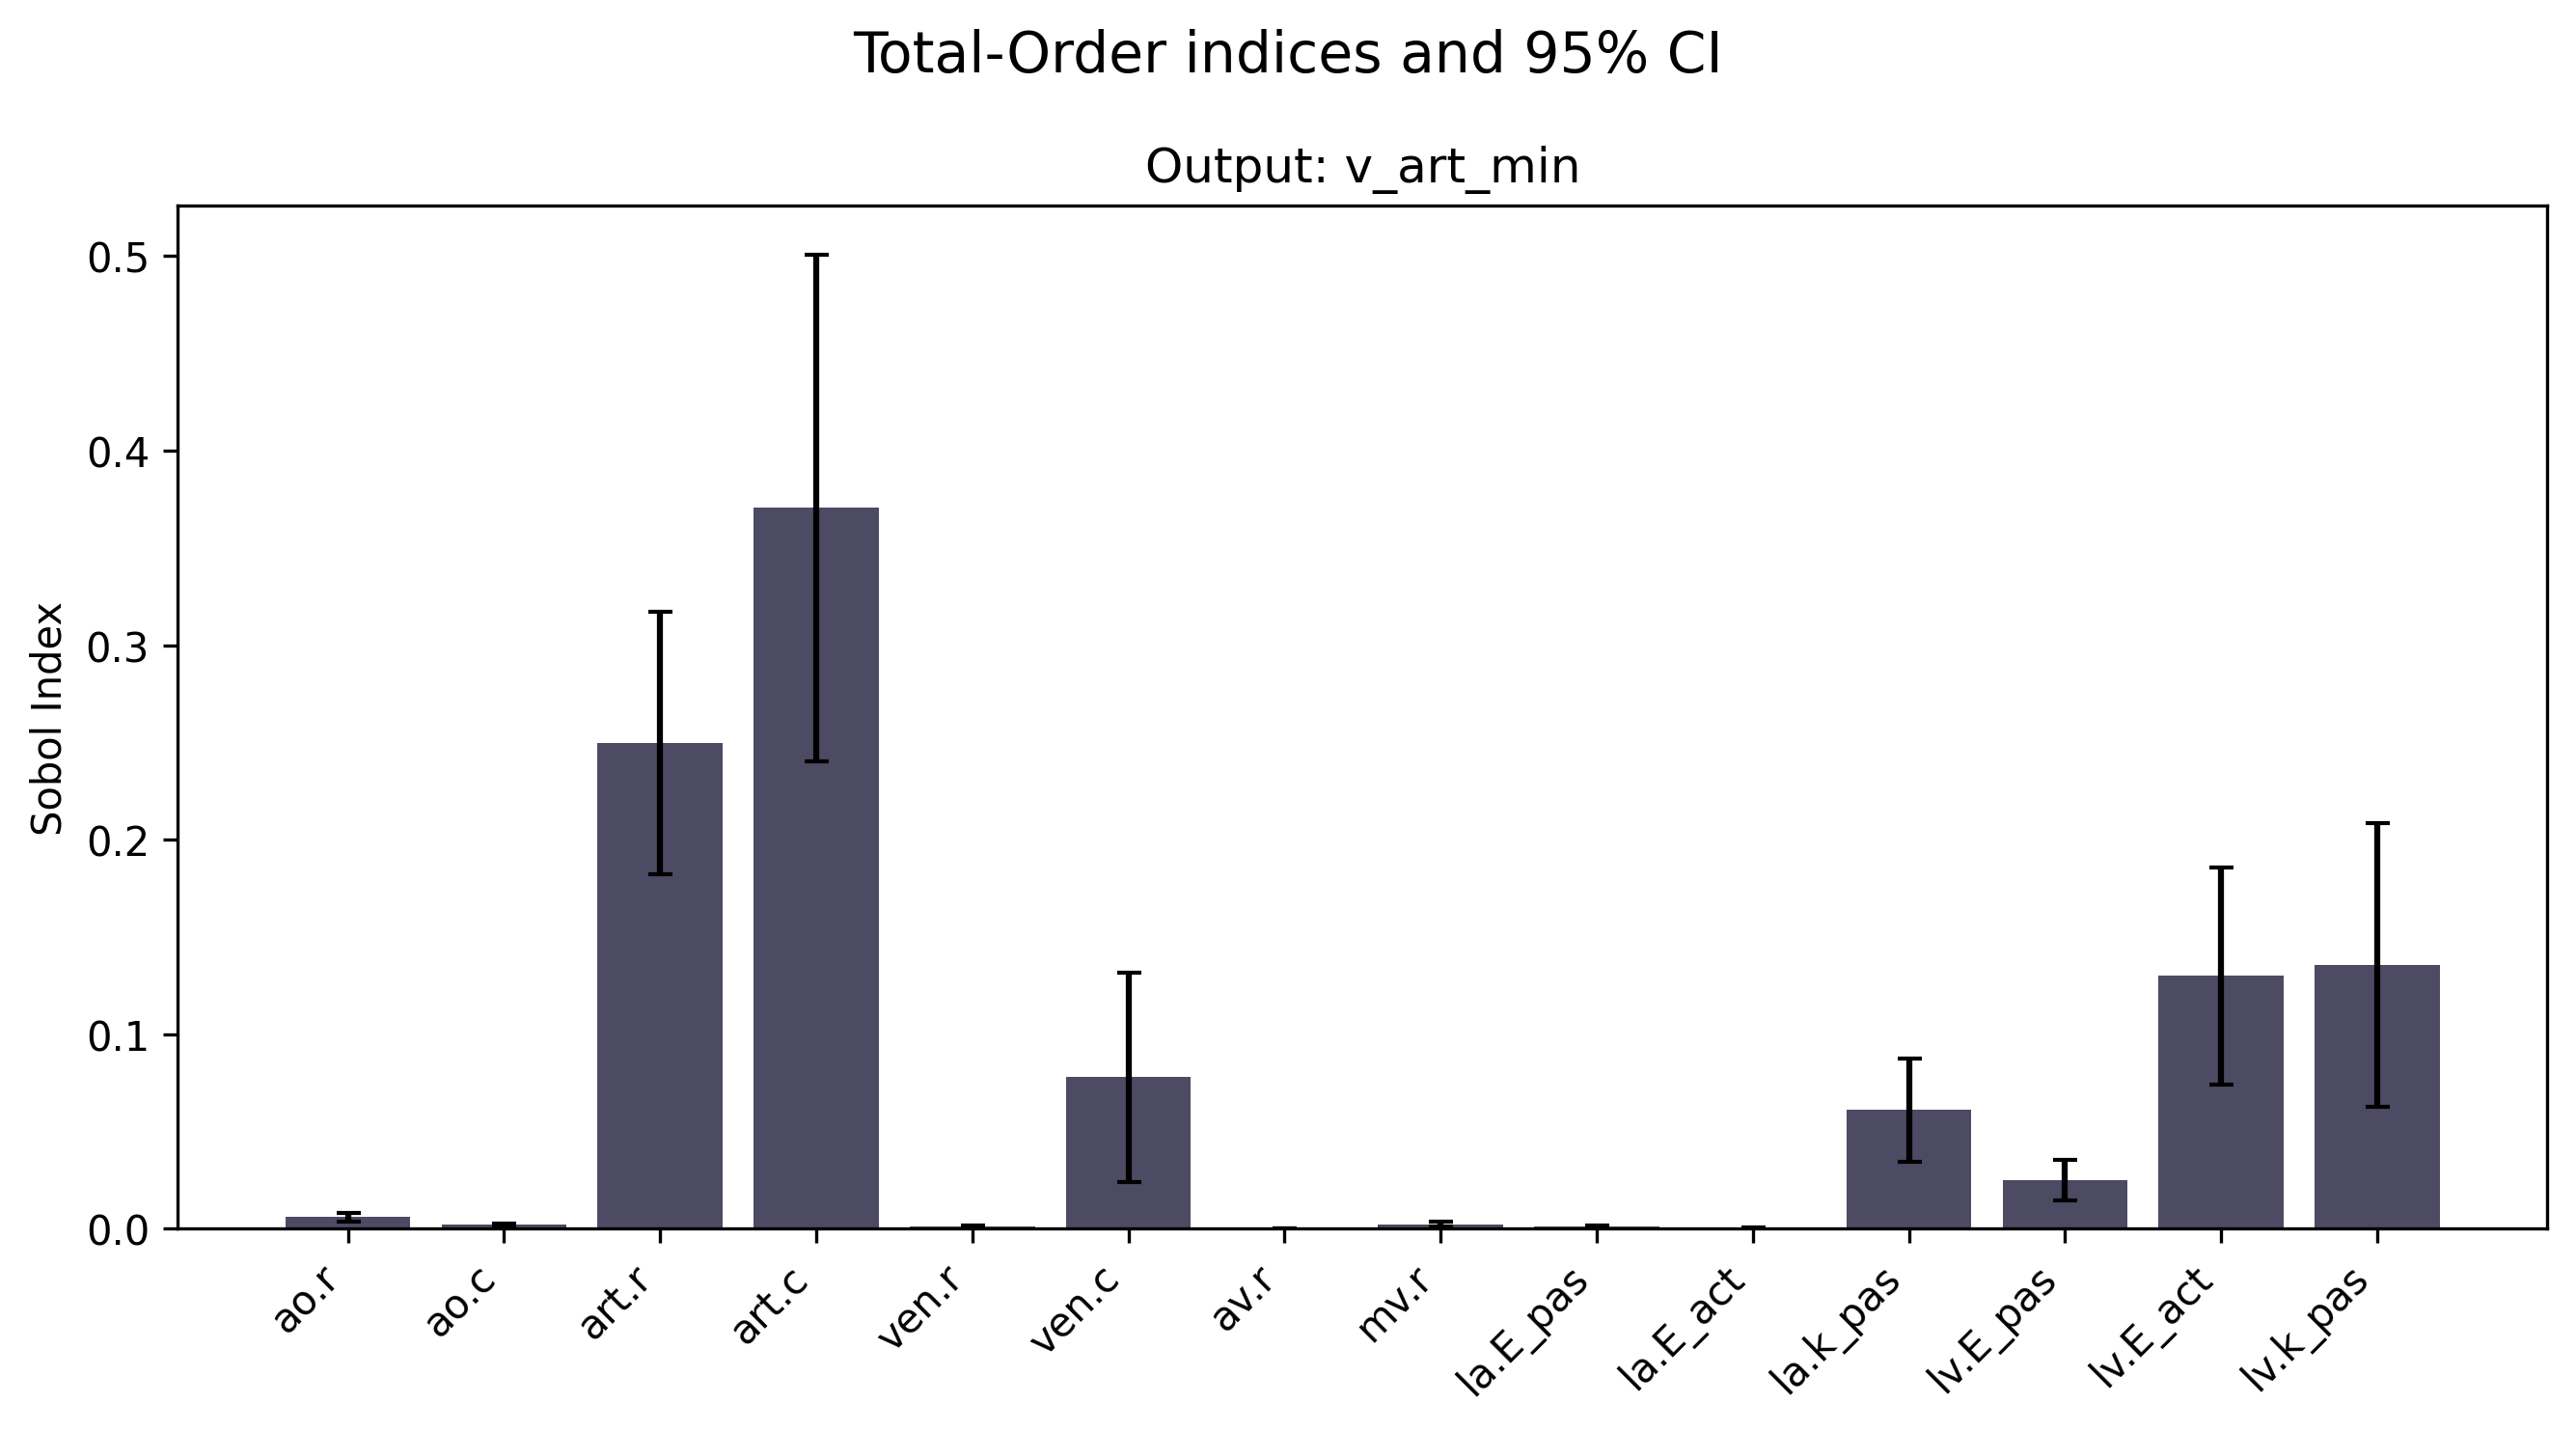 Total-Order indices and 95% CI
Output: v_art_min
Sobol Index
0.5
0.4
0.3
0.2
0.1
0.0
ao.r
ao.c
art.r
art.c
ven.r
ven.c
av.r
mv.r
la.E_pas
la.E_act
la.k_pas
lv.E_pas
lv.E_act
lv.k_pas